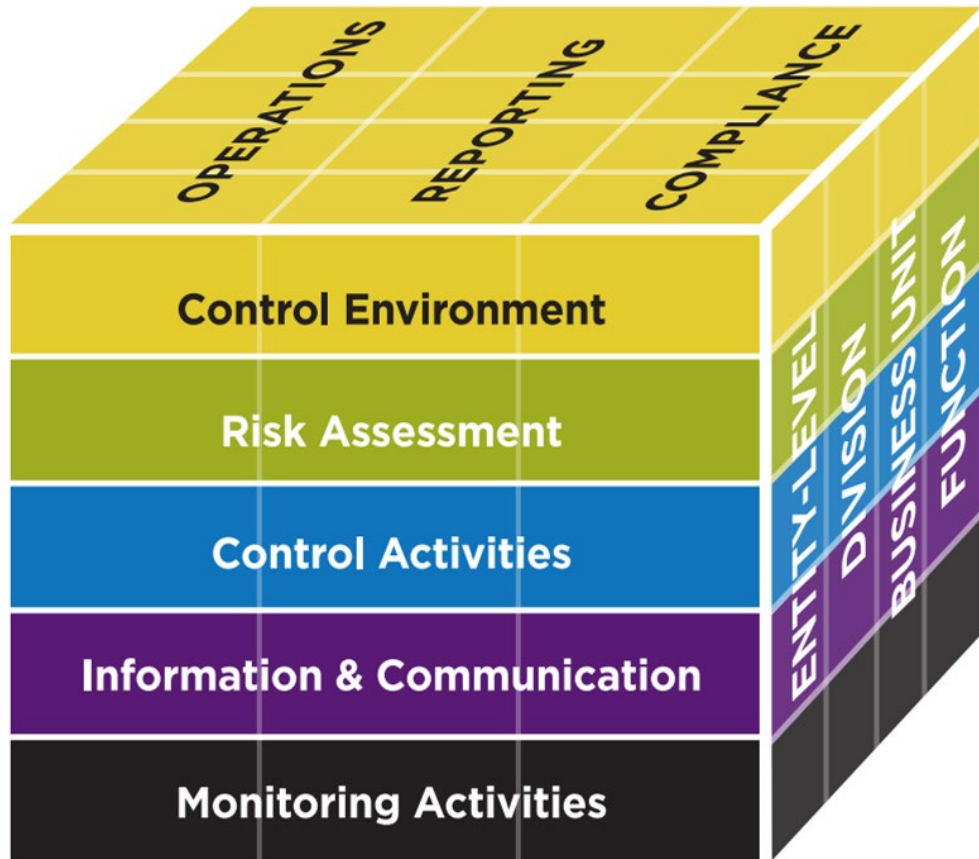 OPERATIONS
REPORTING
COMPLIANCE
Control Environment
Risk Assessment
Control Activities
Information & Communication
Monitoring Activities
ENTITY-LEVEL
DIVISION
BUSINESS UNIT
FUNCTION